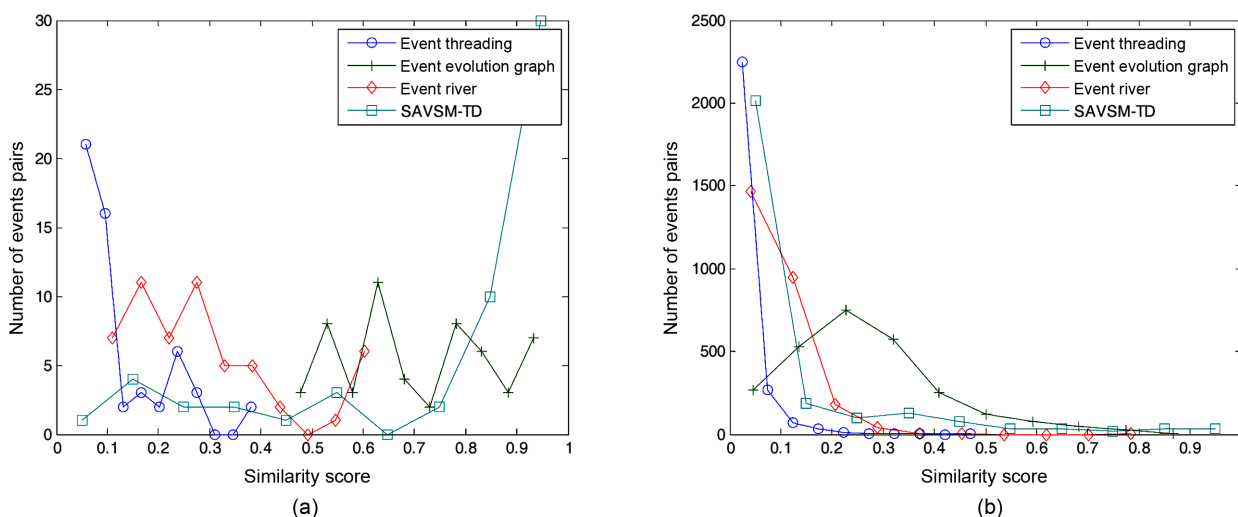 30
25
20
15
10
5
0
Number of events pairs
Event threading
Event evolution graph
Event river
SAVSM-TD
0 0.1 0.2 0.3 0.4 0.5 0.6 0.7 0.8 0.9 1
Similarity score
(a)
2500
2000
1500
1000
500
0
Number of events pairs
Event threading
Event evolution graph
Event river
SAVSM-TD
0 0.1 0.2 0.3 0.4 0.5 0.6 0.7 0.8 0.9
Similarity score
(b)